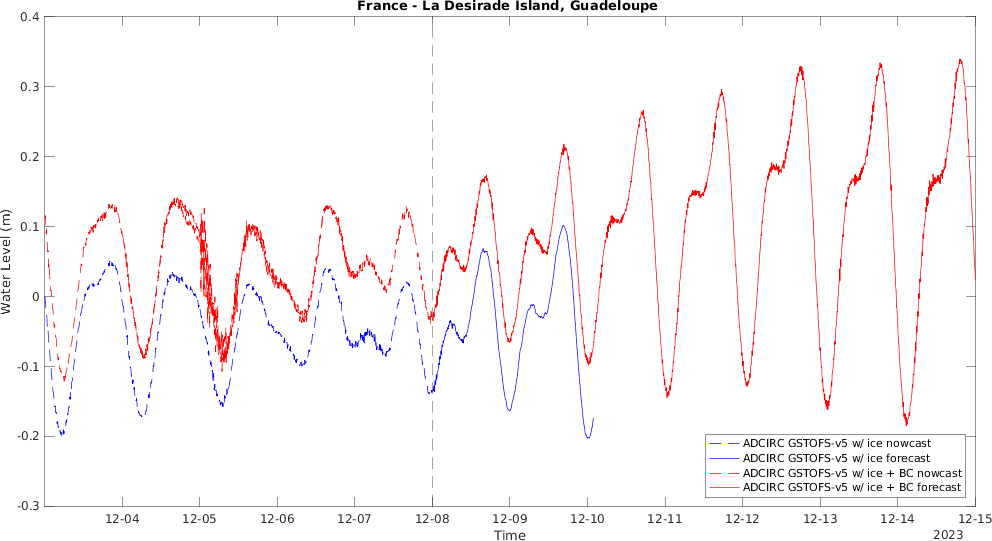 France - La Desirade Island, Guadeloupe
0.4
0.3
0.2
0.1
0
-0.1
-0.2
-0.3
Water Level (m)
ADCIRC GSTOFS-v5 w/ ice nowcast
ADCIRC GSTOFS-v5 w/ ice forecast
ADCIRC GSTOFS-v5 w/ ice + BC nowcast
ADCIRC GSTOFS-v5 w/ ice + BC forecast
12-04 12-05 12-06 12-07 12-08 12-09 12-10 12-11 12-12 12-13 12-14 12-15
Time
2023